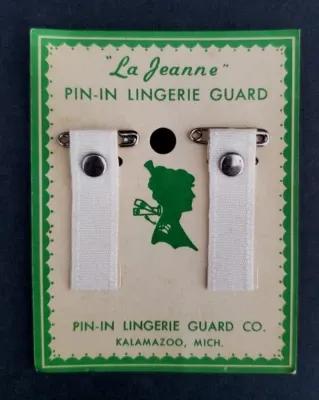 "La Jeanne"
PIN-IN LINGERIE GUARD
PIN-IN LINGERIE GUARD CO.
KALAMAZOO, MICH.